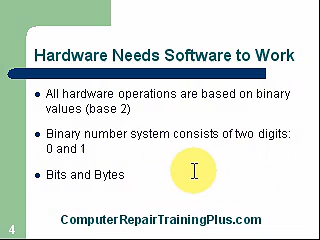 Hardware Needs Software to Work
All hardware operations are based on binary
values (base 2)
Binary number system consists of two digits:
0 and 1
Bits and Bytes
4
ComputerRepairTrainingPlus.com